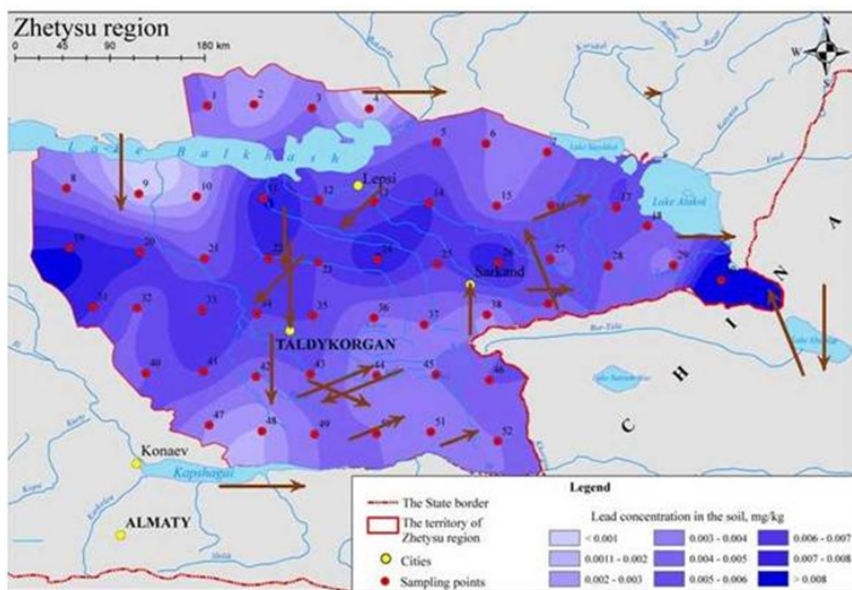 Zhetysu region
0 45 90 180 km
N
W
S
1
2
3
4
5
6
7
Lake Balkhash
Lake Sasykkol
Lake Alakol
Emel
8
9
10
11
12
Lepsi
14
15
17
18
19
20
21
22
23
24
25
26
27
28
29
Sarkand
31
32
33
34
35
36
37
38
TALDYKORGAN
CHINA
Bor-Tala
40
41
42
43
44
45
46
47
48
49
51
52
Konaev
Kapshagai
ALMATY
Legend
The State border
The territory of
Zhetysu region
Cities
Sampling points
Lead concentration in the soil, mg/kg
< 0.001
0.0011 - 0.002
0.002 - 0.003
0.003 - 0.004
0.004 - 0.005
0.005 - 0.006
0.006 - 0.007
0.007 - 0.008
> 0.008